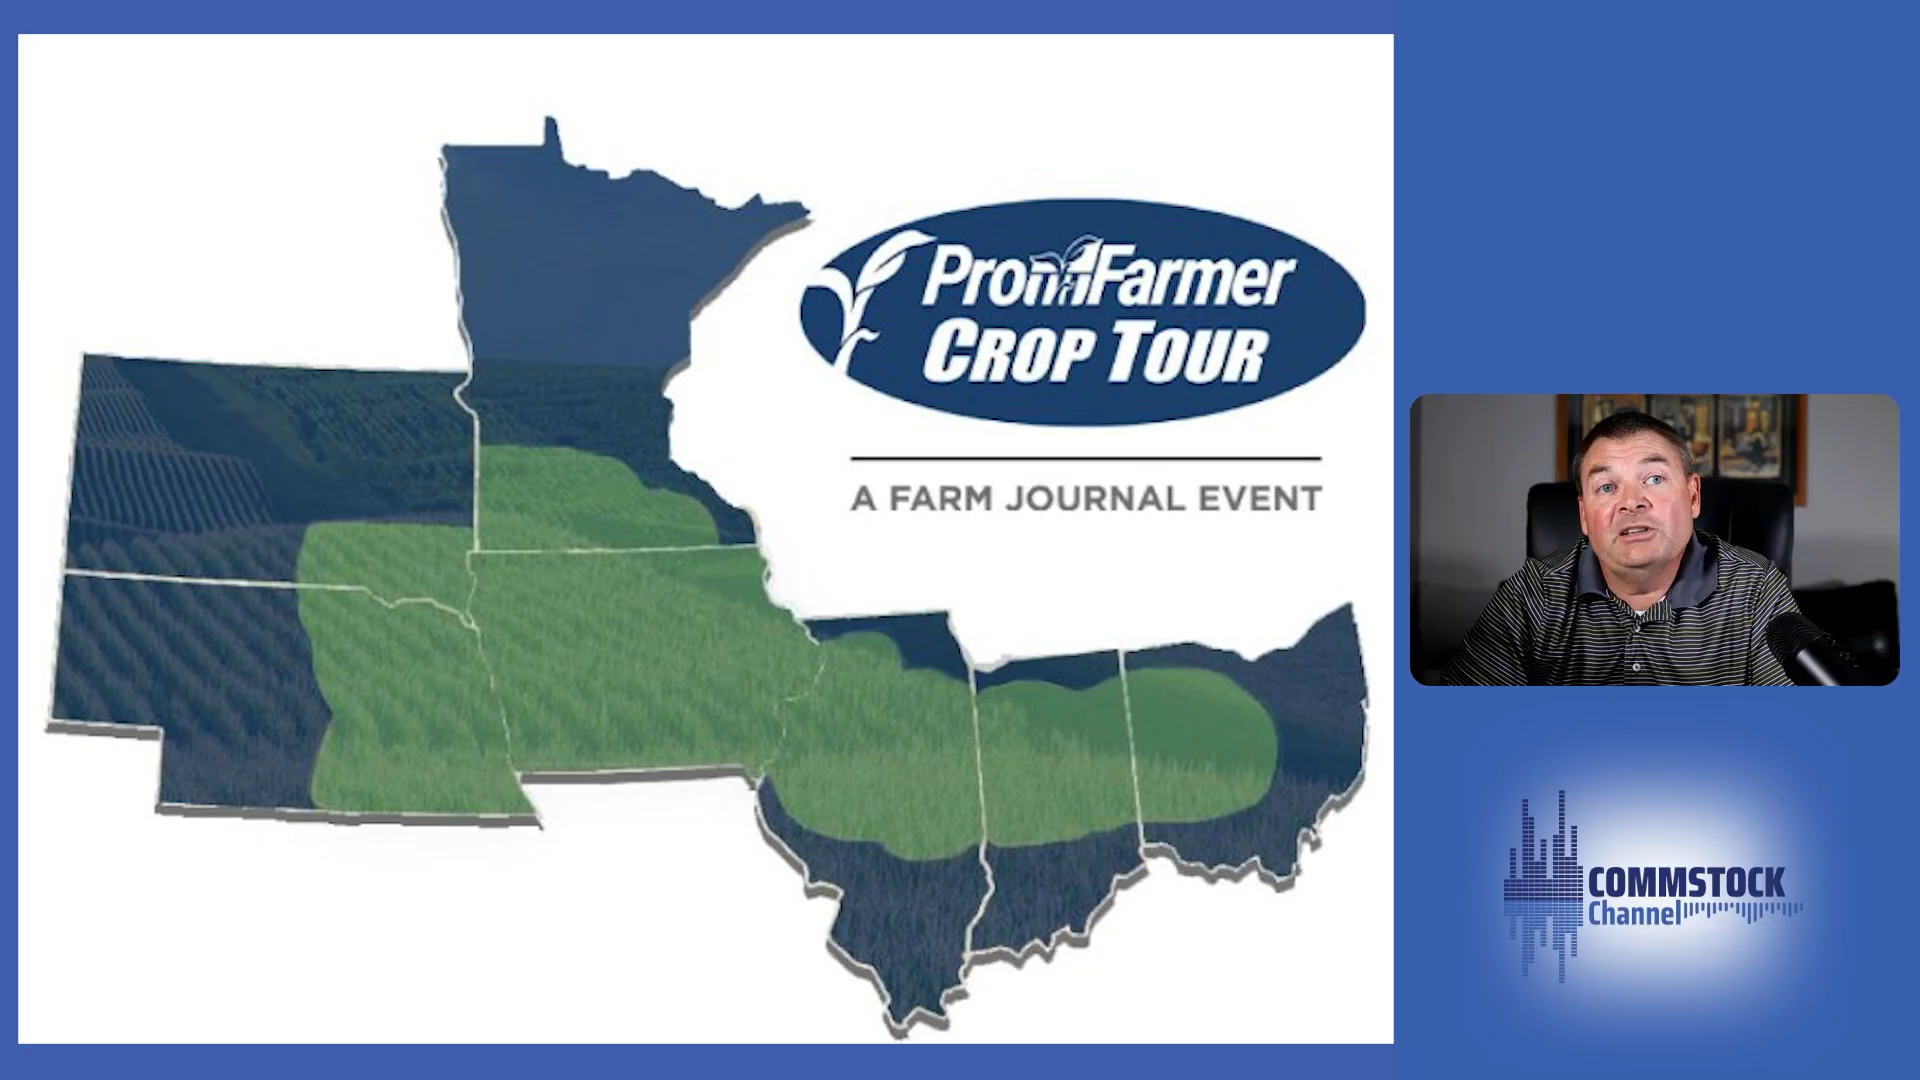 ProFarmer
CROP TOUR
A FARM JOURNAL EVENT
COMMSTOCK
Channel